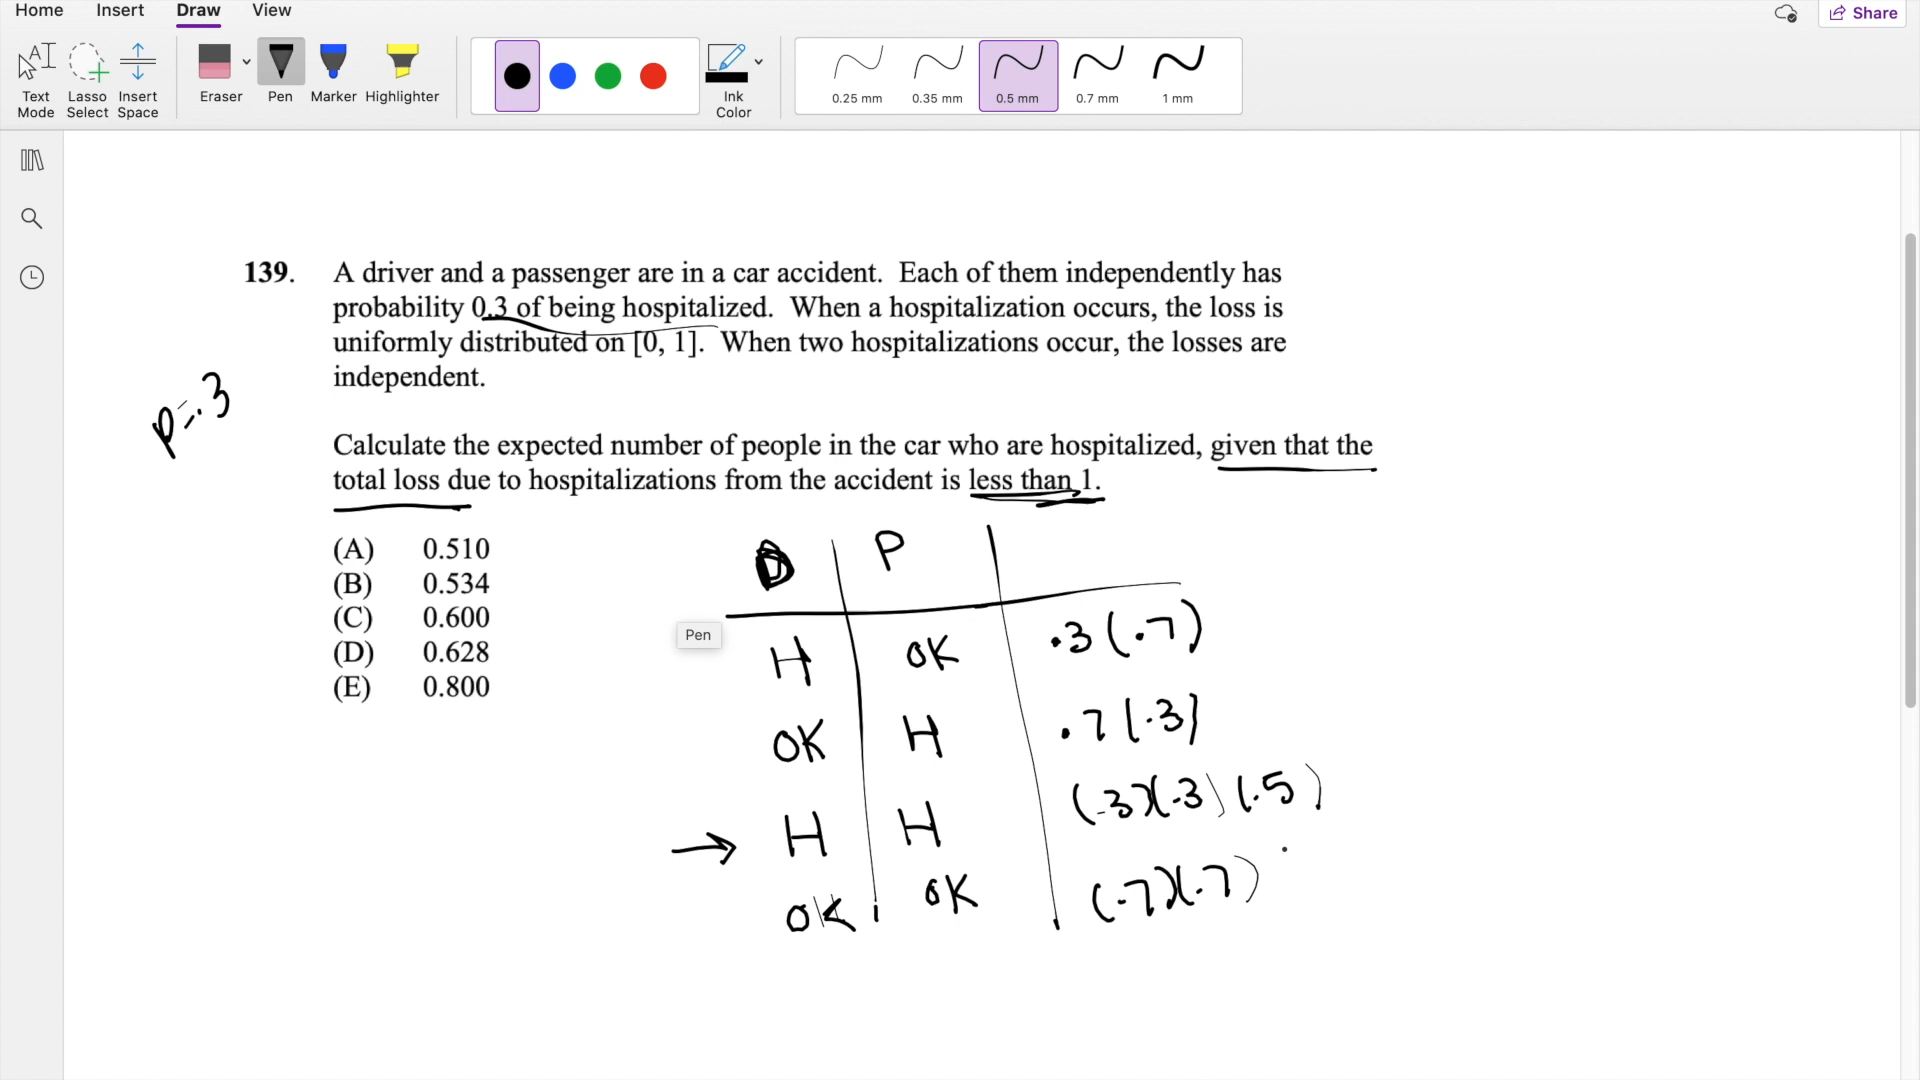 Home Insert Draw View
Share
Text Mode
Lasso Select
Insert Space
Eraser
Pen
Marker
Highlighter
Ink Color
0.25 mm
0.35 mm
0.5 mm
0.7 mm
1 mm
139. A driver and a passenger are in a car accident. Each of them independently has
probability 0.3 of being hospitalized. When a hospitalization occurs, the loss is
uniformly distributed on [0, 1]. When two hospitalizations occur, the losses are
independent.
P=.3
Calculate the expected number of people in the car who are hospitalized, given that the
total loss due to hospitalizations from the accident is less than 1.
(A) 0.510
(B) 0.534
(C) 0.600
(D) 0.628
(E) 0.800
Pen
D P
H OK .3(.7)
OK H .7(.3)
→ H H (.3)(.3)(.5)
OK OK (.7)(.7)